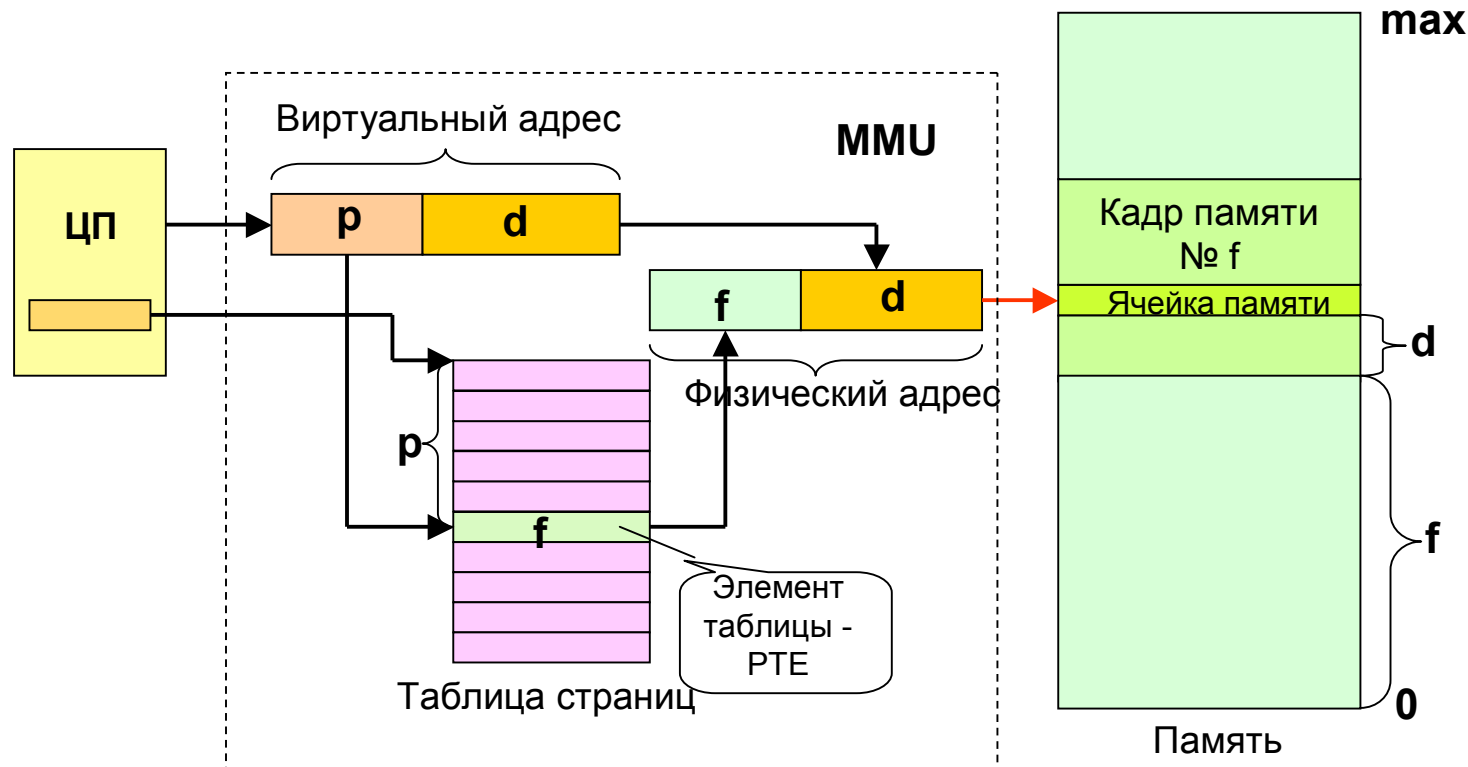 max
Виртуальный адрес
MMU
ЦП
p
d
Кадр памяти
№ f
f
d
Ячейка памяти
d
Физический адрес
p
f
f
Элемент
таблицы -
PTE
Таблица страниц
0
Память